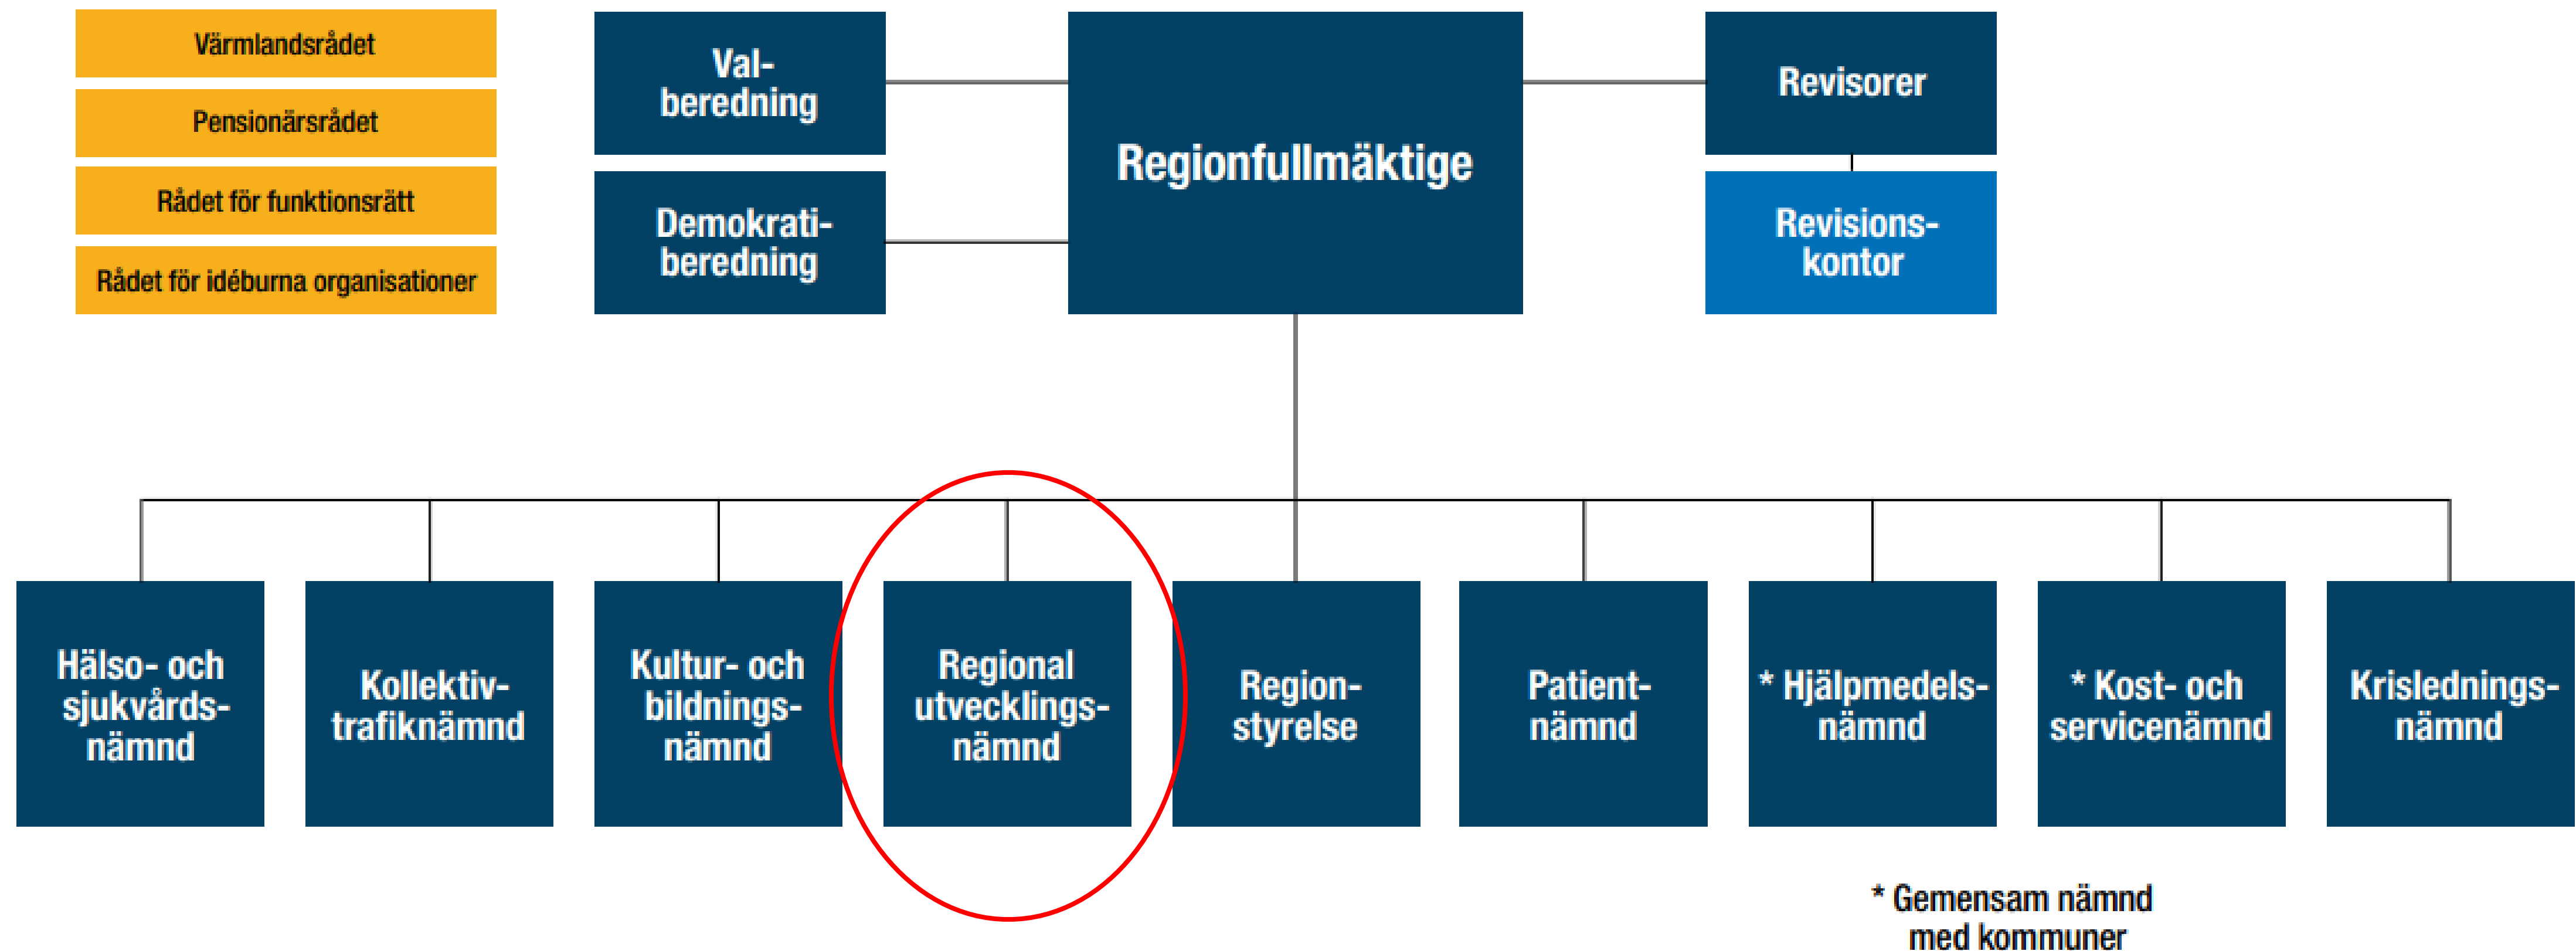 Värmlandsrådet
Pensionärsrådet
Rådet för funktionsrätt
Rådet för idéburna organisationer
Val-
beredning
Demokrati-
beredning
Regionfullmäktige
Revisorer
Revisions-
kontor
Hälso- och
sjukvårds-
nämnd
Kollektiv-
trafiknämnd
Kultur- och
bildnings-
nämnd
Regional
utvecklings-
nämnd
Region-
styrelse
Patient-
nämnd
* Hjälpmedels-
nämnd
* Kost- och
servicenämnd
Krislednings-
nämnd
* Gemensam nämnd
med kommuner